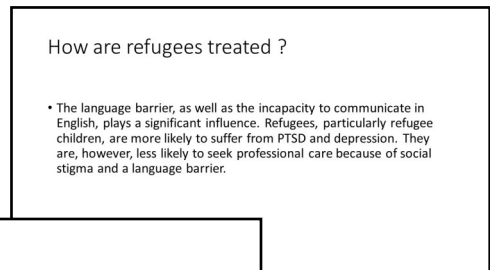 How are refugees treated ?
• The language barrier, as well as the incapacity to communicate in
English, plays a significant influence. Refugees, particularly refugee
children, are more likely to suffer from PTSD and depression. They
are, however, less likely to seek professional care because of social
stigma and a language barrier.